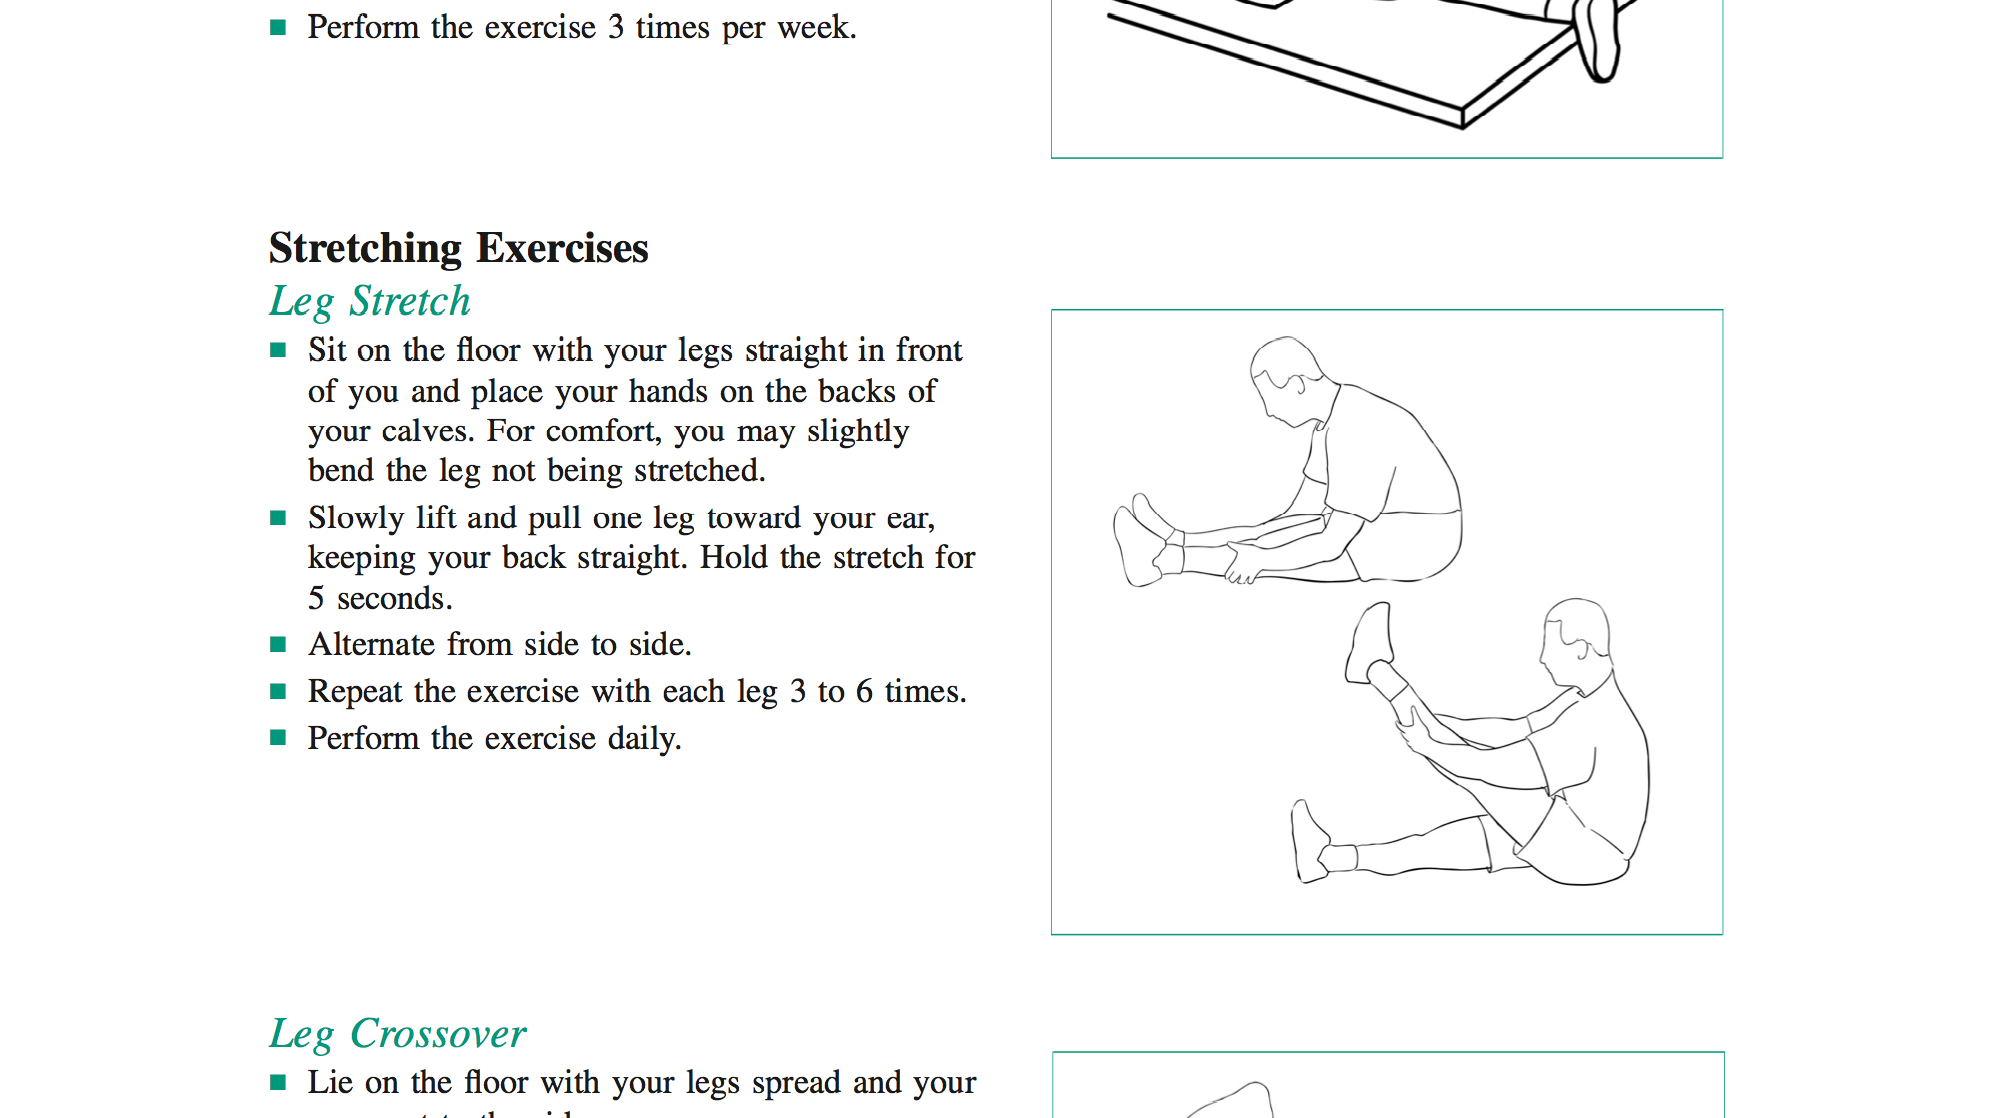 Perform the exercise 3 times per week.
Stretching Exercises
Leg Stretch
Sit on the floor with your legs straight in front
of you and place your hands on the backs of
your calves. For comfort, you may slightly
bend the leg not being stretched.
Slowly lift and pull one leg toward your ear,
keeping your back straight. Hold the stretch for
5 seconds.
Alternate from side to side.
Repeat the exercise with each leg 3 to 6 times.
Perform the exercise daily.
Leg Crossover
Lie on the floor with your legs spread and your